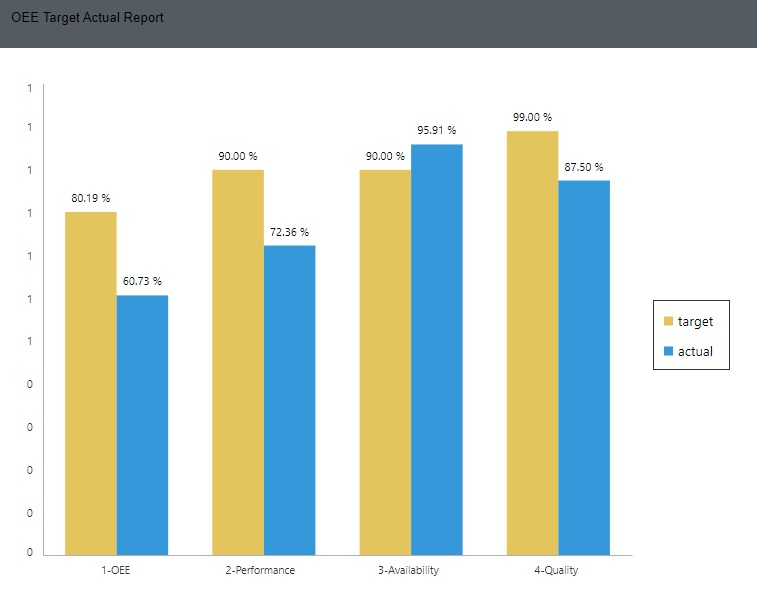 OEE Target Actual Report
1
1
1
1
1
1
1
0
0
0
0
0
80.19 %
60.73 %
90.00 %
72.36 %
90.00 %
95.91 %
99.00 %
87.50 %
target
actual
1-OEE
2-Performance
3-Availability
4-Quality